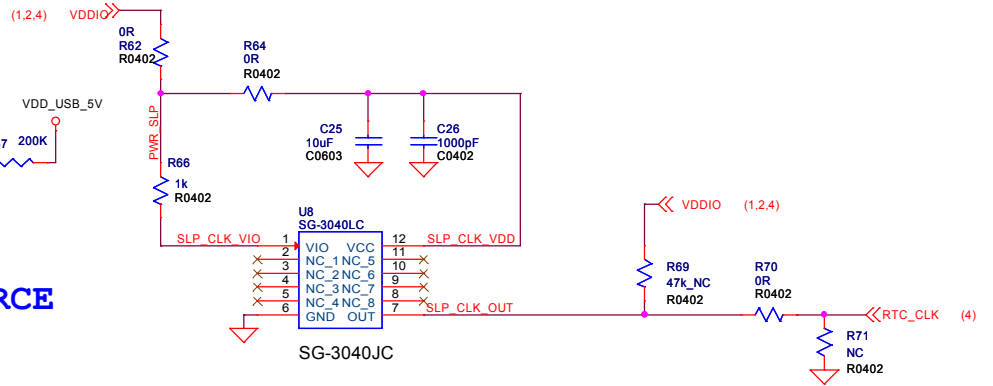 (1,2,4) VDDIO
0R
R62
R0402
R64
0R
R0402
VDD_USB_5V
7 200K
PWR_SLP
C25
10uF
C0603
C26
1000pF
C0402
R66
1k
R0402
U8
SG-3040LC
SLP_CLK_VIO 1 VIO VCC 12 SLP_CLK_VDD
2 NC_1 NC_5 11
3 NC_2 NC_6 10
4 NC_3 NC_7 9
5 NC_4 NC_8 8
6 GND OUT 7 SLP_CLK_OUT
SG-3040JC
VDDIO (1,2,4)
R69
47k_NC
R0402
R70
0R
R0402
RTC_CLK (4)
R71
NC
R0402
RCE